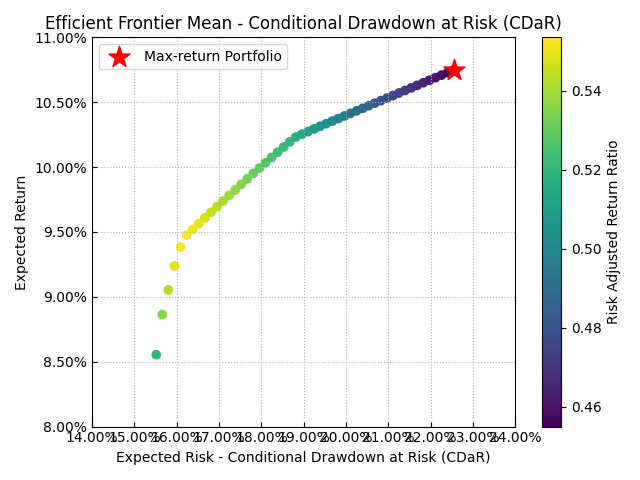 Efficient Frontier Mean - Conditional Drawdown at Risk (CDaR)
Max-return Portfolio
11.00%
10.50%
10.00%
9.50%
9.00%
8.50%
8.00%
Expected Return
14.00% 15.00% 16.00% 17.00% 18.00% 19.00% 20.00% 21.00% 22.00% 23.00% 24.00%
Expected Risk - Conditional Drawdown at Risk (CDaR)
0.54
0.52
0.50
0.48
0.46
Risk Adjusted Return Ratio